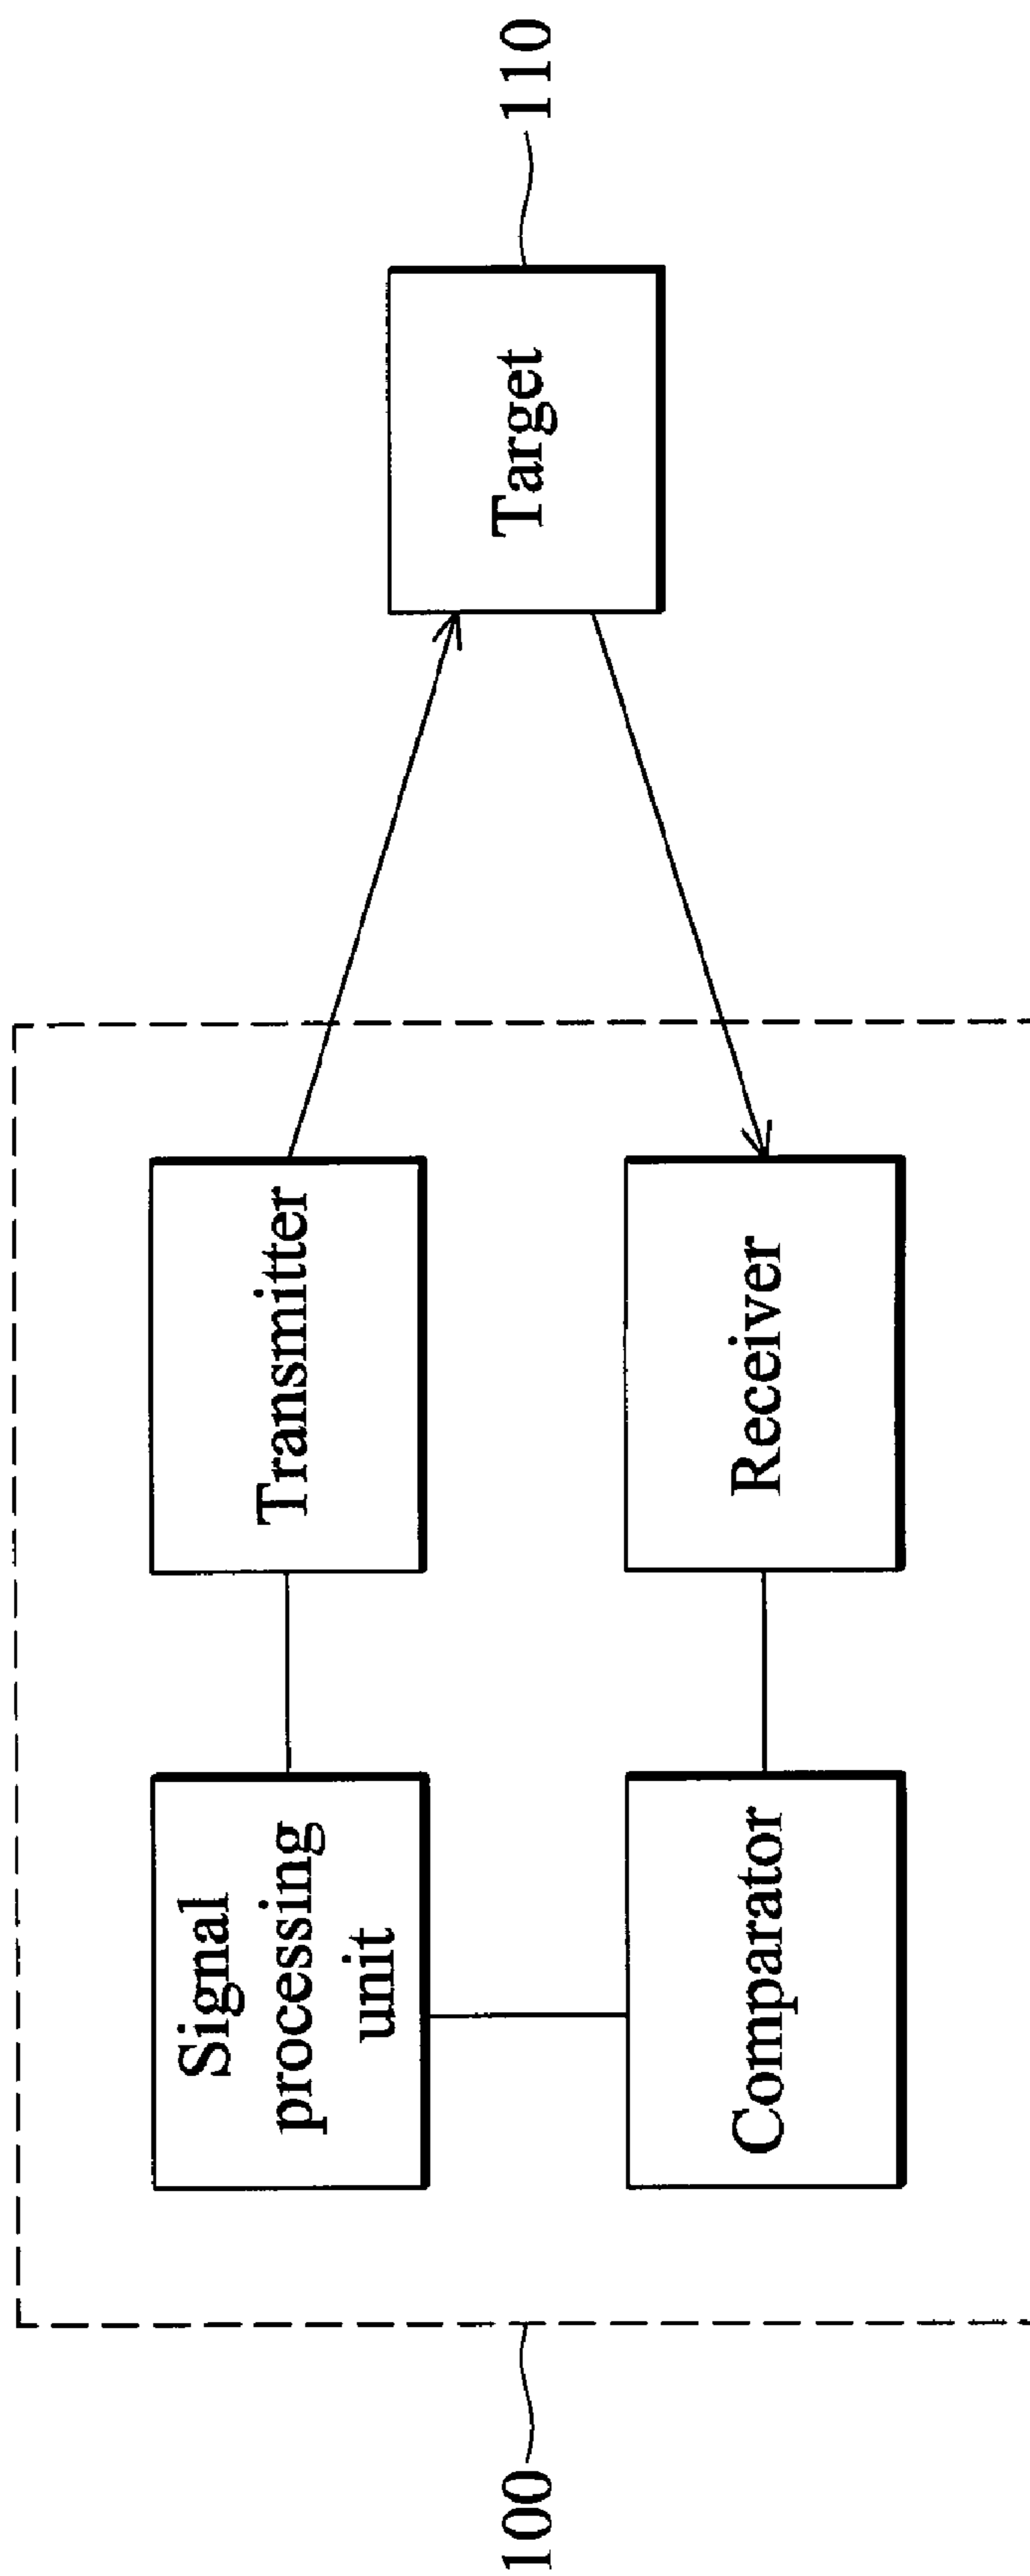 Signal
processing
unit
Transmitter
Target
110
100
Comparator
Receiver